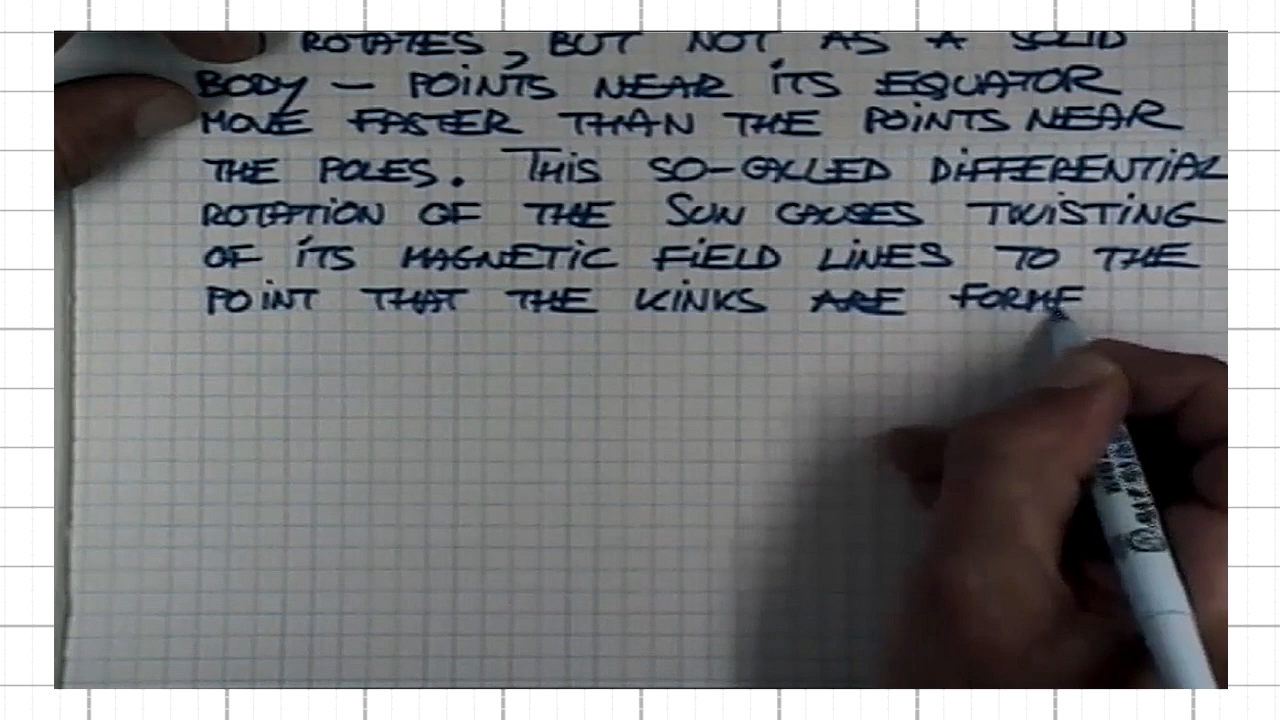 ROTATES, BUT NOT AS A SOLID
BODY — POINTS NEAR ITS EQUATOR
MOVE FASTER THAN THE POINTS NEAR
THE POLES. THIS SO-CALLED DIFFERENTIAL
ROTATION OF THE SUN CAUSES TWISTING
OF ITS MAGNETIC FIELD LINES TO THE
POINT THAT THE KINKS ARE FORME